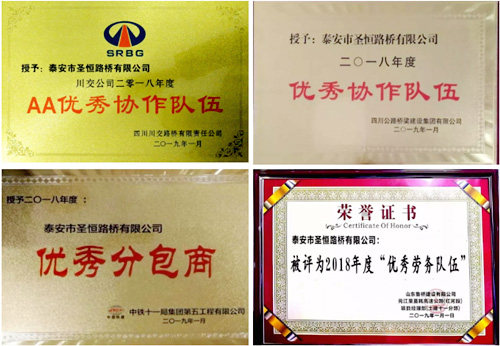 SRBG
授予：泰安市圣恒路桥有限公司
川交公司二零一八年度
AA优秀协作队伍
四川川交路桥有限责任公司
二〇一九年一月
授予：泰安市圣恒路桥有限公司
二〇一八年度
优秀协作队伍
四川公路桥梁建设集团有限公司
二〇一九年一月
授予二〇一八年度：
泰安市圣恒路桥有限公司
优秀分包商
中铁十一局集团第五工程有限公司
二〇一九年一月
荣誉证书
Certificate Of Honor
泰安市圣恒路桥有限公司：
被评为2018年度“优秀劳务队伍”
山东鲁桥建设有限公司
二〇一九年一月一日